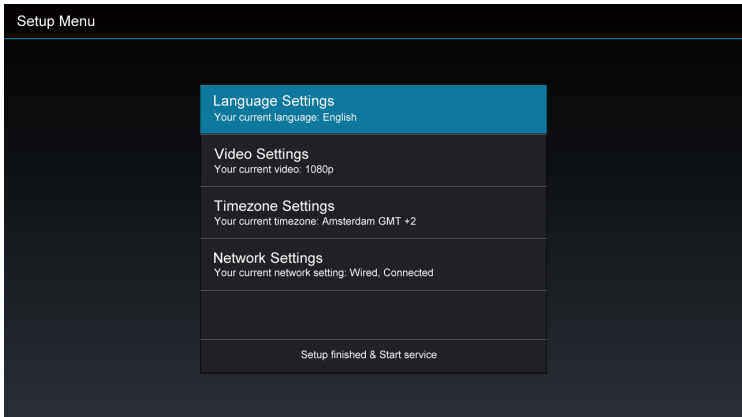 Setup Menu
Language Settings
Your current language: English
Video Settings
Your current video: 1080p
Timezone Settings
Your current timezone: Amsterdam GMT +2
Network Settings
Your current network setting: Wired, Connected
Setup finished & Start service